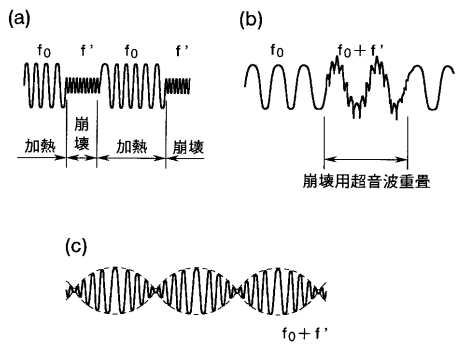 (a)
f₀ f' f₀ f'
加熱 崩壊 加熱 崩壊
(b)
f₀ f₀+f'
崩壊用超音波重畳
(c)
f₀+f'